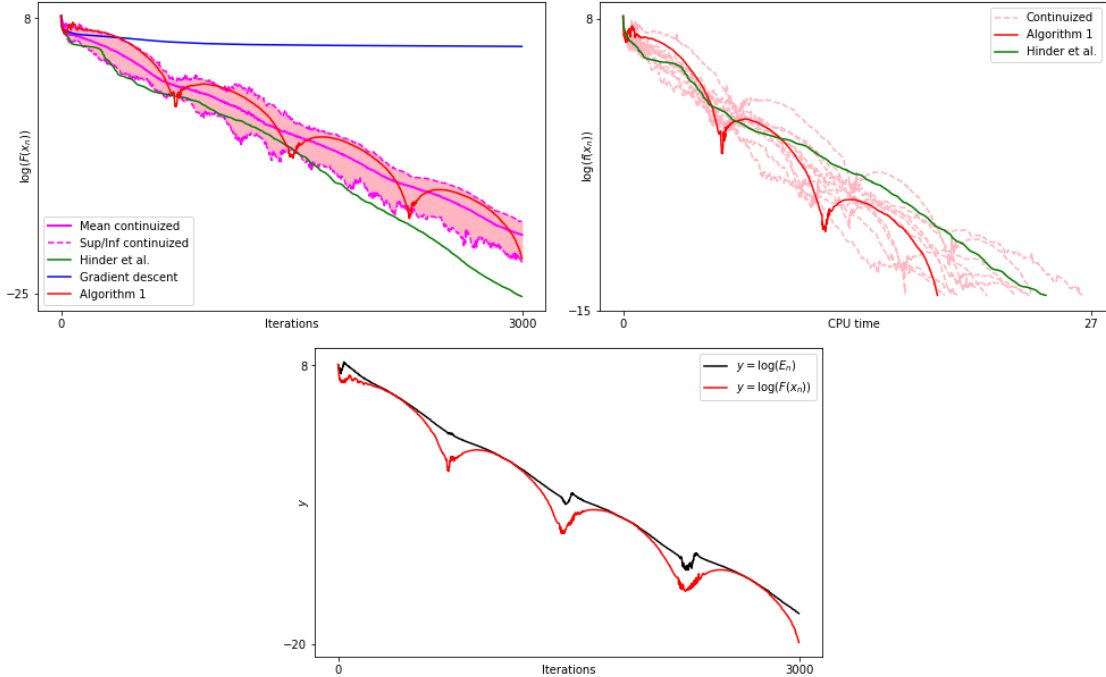 8
log(F(x_n))
Mean continuized
Sup/Inf continuized
Hinder et al.
Gradient descent
Algorithm 1
−25
0
Iterations
3000
8
Continuized
Algorithm 1
Hinder et al.
log(f(x_n))
−15
0
CPU time
27
8
y = log(E_n)
y = log(F(x_n))
y
−20
0
Iterations
3000